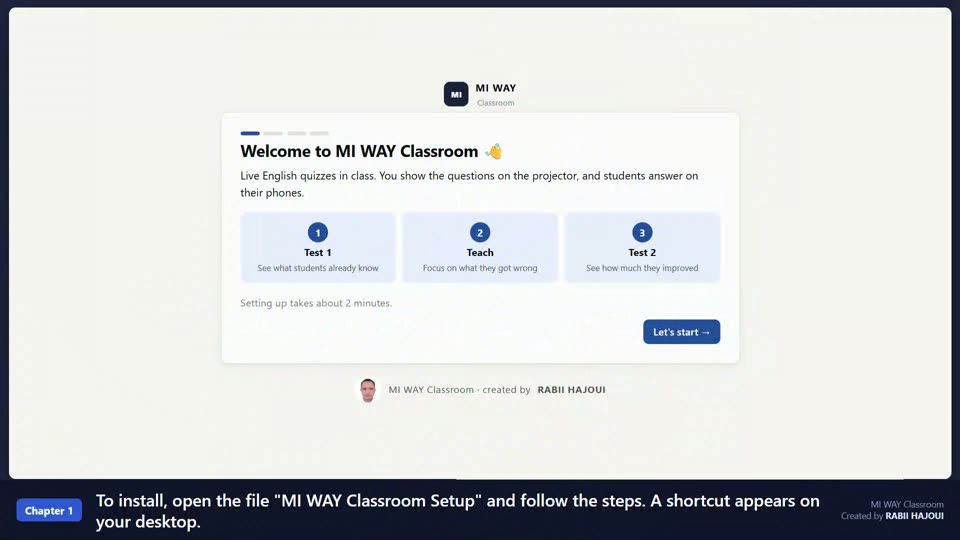 MI
MI WAY
Classroom
Welcome to MI WAY Classroom 👋
Live English quizzes in class. You show the questions on the projector, and students answer on
their phones.
1
Test 1
See what students already know
2
Teach
Focus on what they got wrong
3
Test 2
See how much they improved
Setting up takes about 2 minutes.
Let's start →
MI WAY Classroom · created by RABII HAJOUI
Chapter 1
To install, open the file "MI WAY Classroom Setup" and follow the steps. A shortcut appears on
your desktop.
MI WAY Classroom
Created by RABII HAJOUI